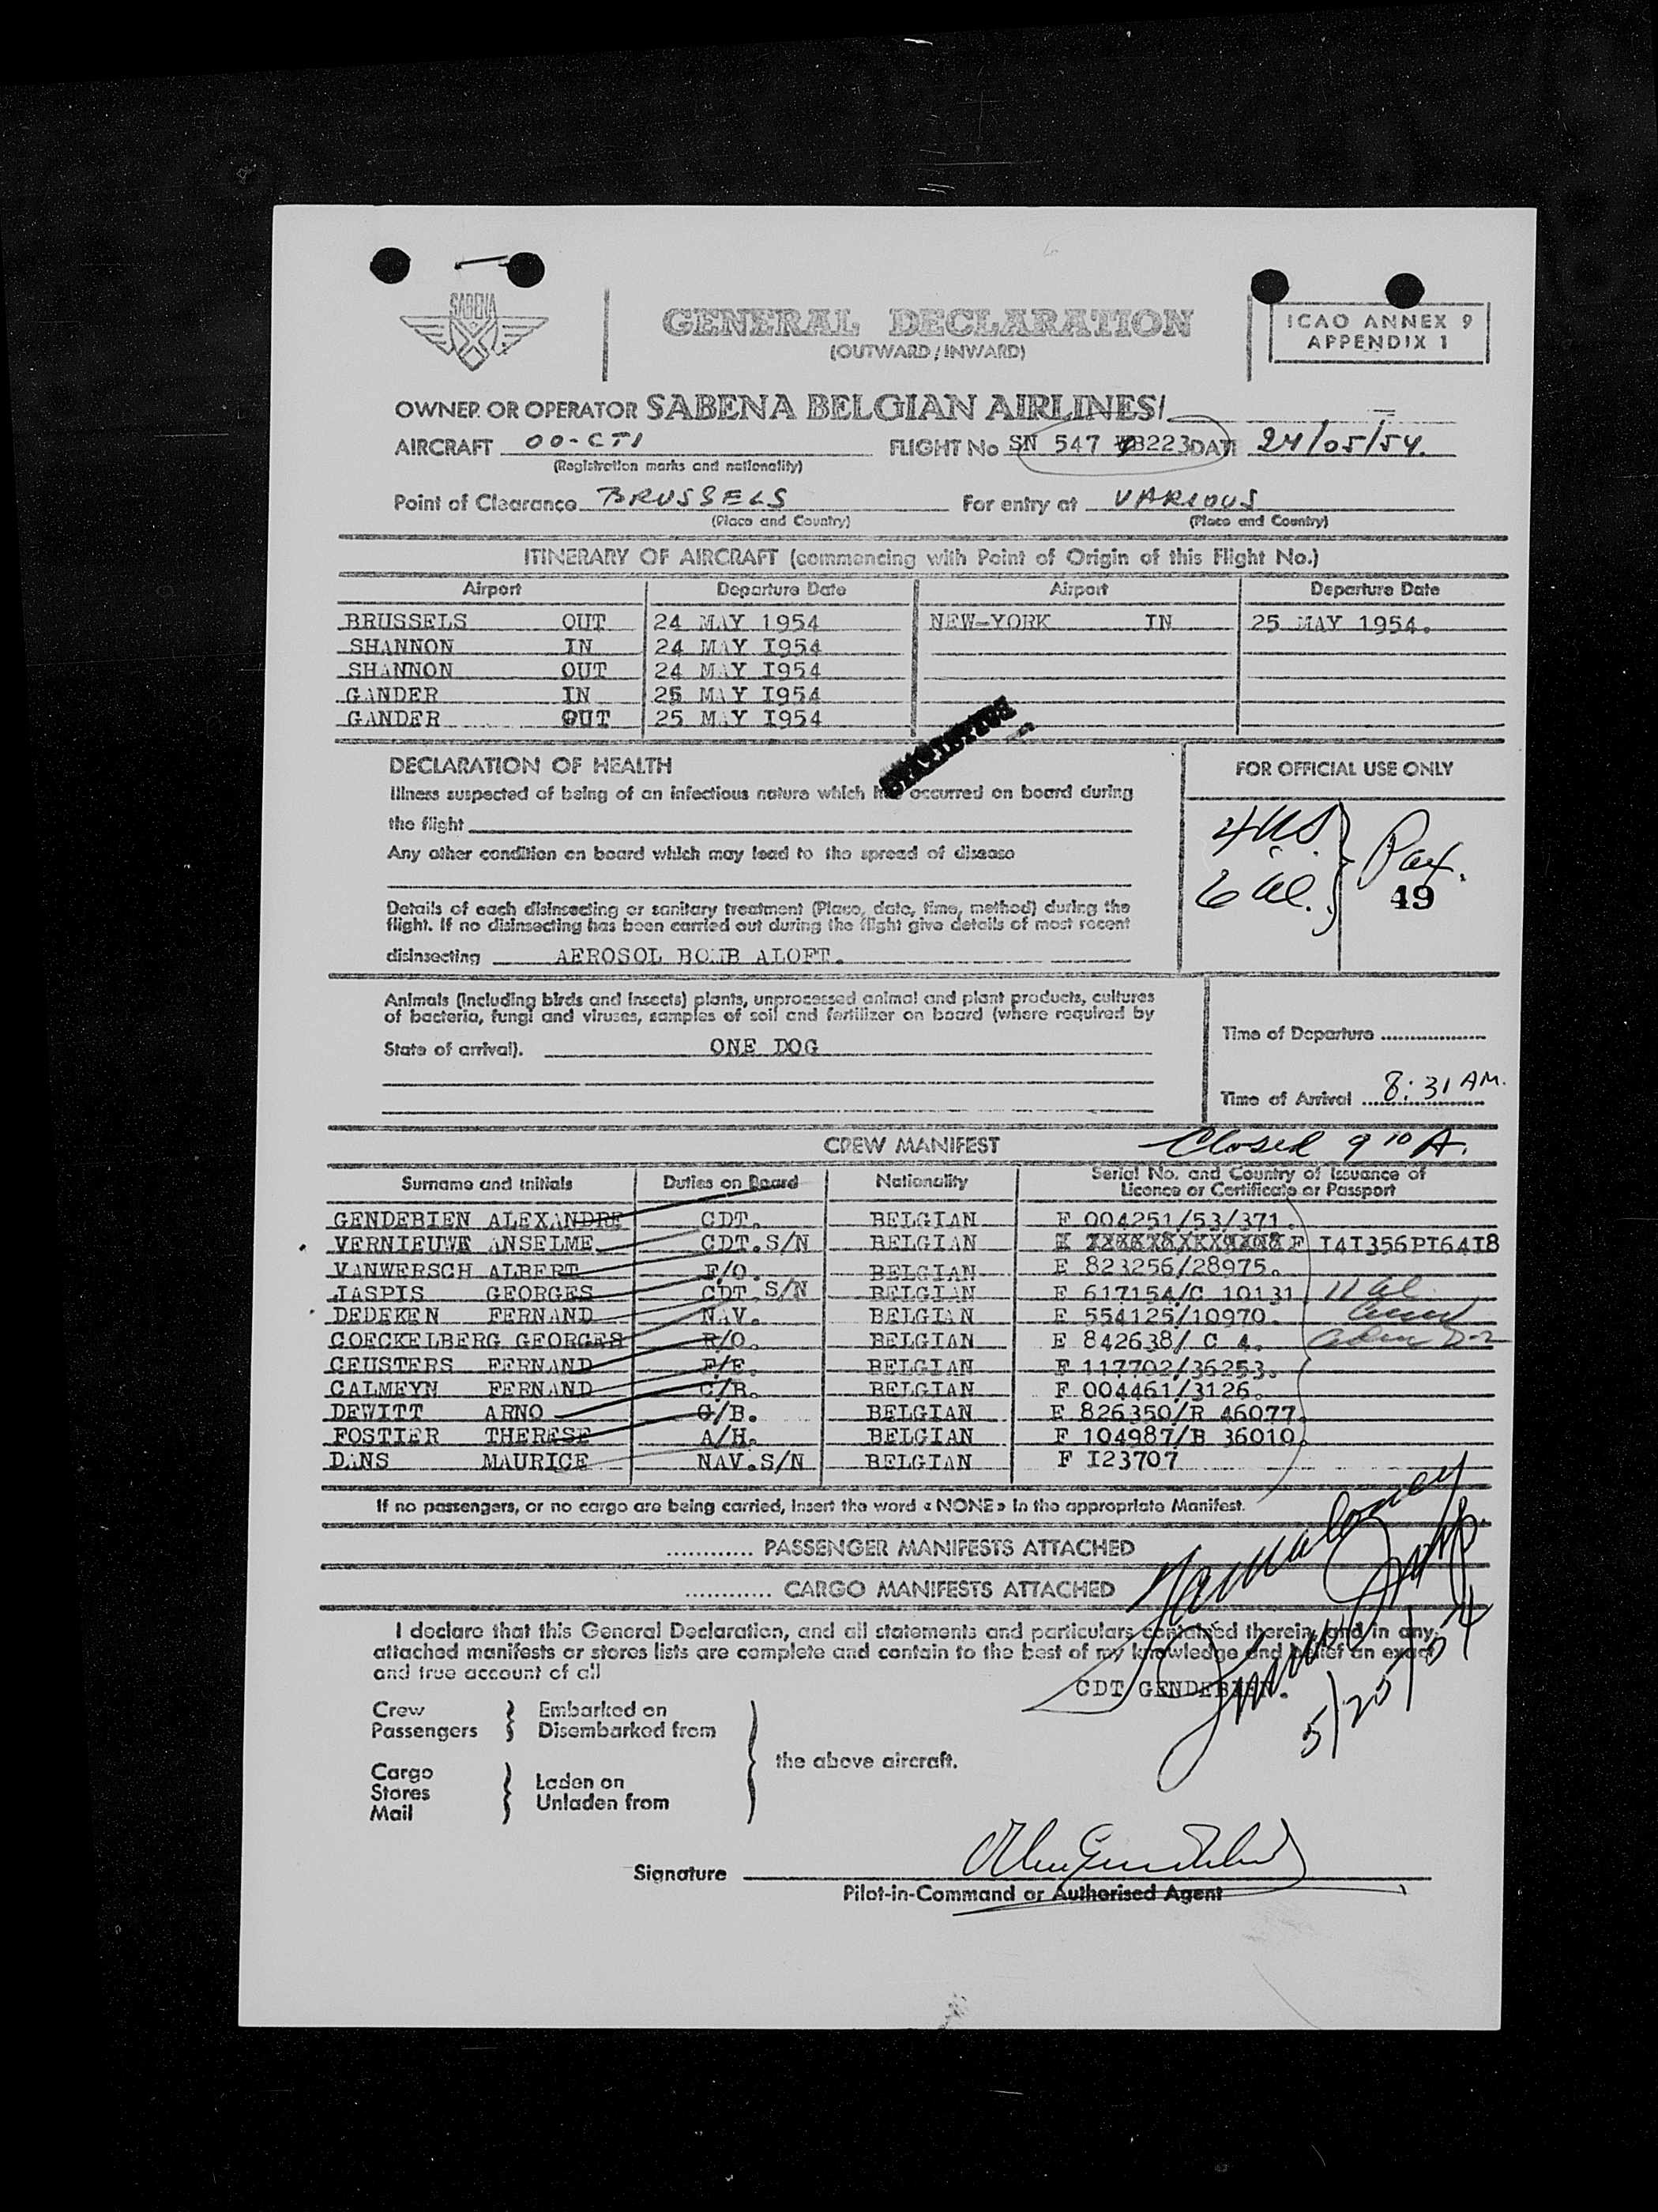 SABENA
GENERAL DECLARATION
(OUTWARD / INWARD)
ICAO ANNEX 9
APPENDIX 1
OWNER OR OPERATOR SABENA BELGIAN AIRLINES
AIRCRAFT OO-CTI FLIGHT No SN 547 B223 DATE 24/05/54.
(Registration marks and nationality)
Point of Clearance BRUSSELS For entry at VARIOUS
(Place and Country) (Place and Country)
ITINERARY OF AIRCRAFT (commencing with Point of Origin of this Flight No.)
Airport Departure Date Airport Departure Date
BRUSSELS OUT 24 MAY 1954 NEW-YORK IN 25 MAY 1954.
SHANNON IN 24 MAY I954
SHANNON OUT 24 MAY I954
GANDER IN 25 MAY I954
GANDER OUT 25 MAY I954
DECLARATION OF HEALTH
Illness suspected of being of an infectious nature which has occurred on board during
the flight
Any other condition on board which may lead to the spread of disease
Details of each disinsecting or sanitary treatment (Place, date, time, method) during the
flight. If no disinsecting has been carried out during the flight give details of most recent
disinsecting AEROSOL BOMB ALOFT.
FOR OFFICIAL USE ONLY
4 US
6 al.
Pax.
49
Animals (including birds and insects) plants, unprocessed animal and plant products, cultures
of bacteria, fungi and viruses, samples of soil and fertilizer on board (where required by
State of arrival). ONE DOG
Time of Departure
Time of Arrival 8:31 AM.
CREW MANIFEST
Closed 9 10 A.
Surname and Initials Duties on Board Nationality Serial No. and Country of Issuance of
Licence or Certificate or Passport
GENDEBIEN ALEXANDRE CDT. BELGIAN F 004251/53/371.
VERNIEUWE ANSELME CDT.S/N BELGIAN F I4I356PI64I8
VANWERSCH ALBERT F/O. BELGIAN E 823256/28975.
JASPIS GEORGES CDT.S/N BELGIAN E 617154/C 10131
DEDEKEN FERNAND NAV. BELGIAN E 554125/10970.
COECKELBERG GEORGES R/O. BELGIAN E 842638/ C 4.
CEUSTERS FERNAND F/E. BELGIAN F 117702/36253.
CALMEYN FERNAND C/B. BELGIAN F 004461/3126.
DEWITT ARNO C/B. BELGIAN E 826350/R 46077.
FOSTIER THERESE A/H. BELGIAN F 104987/B 36010.
DANS MAURICE NAV.S/N BELGIAN F I23707
11 al
If no passengers, or no cargo are being carried, insert the word « NONE » in the appropriate Manifest.
............ PASSENGER MANIFESTS ATTACHED
............. CARGO MANIFESTS ATTACHED
I declare that this General Declaration, and all statements and particulars contained therein, and in any
attached manifests or stores lists are complete and contain to the best of my knowledge and belief an exact
and true account of all
CDT GENDEBIEN.
5/25/54
Crew Embarked on
Passengers Disembarked from
the above aircraft.
Cargo
Stores Laden on
Mail Unladen from
Signature
Pilot-in-Command or Authorised Agent